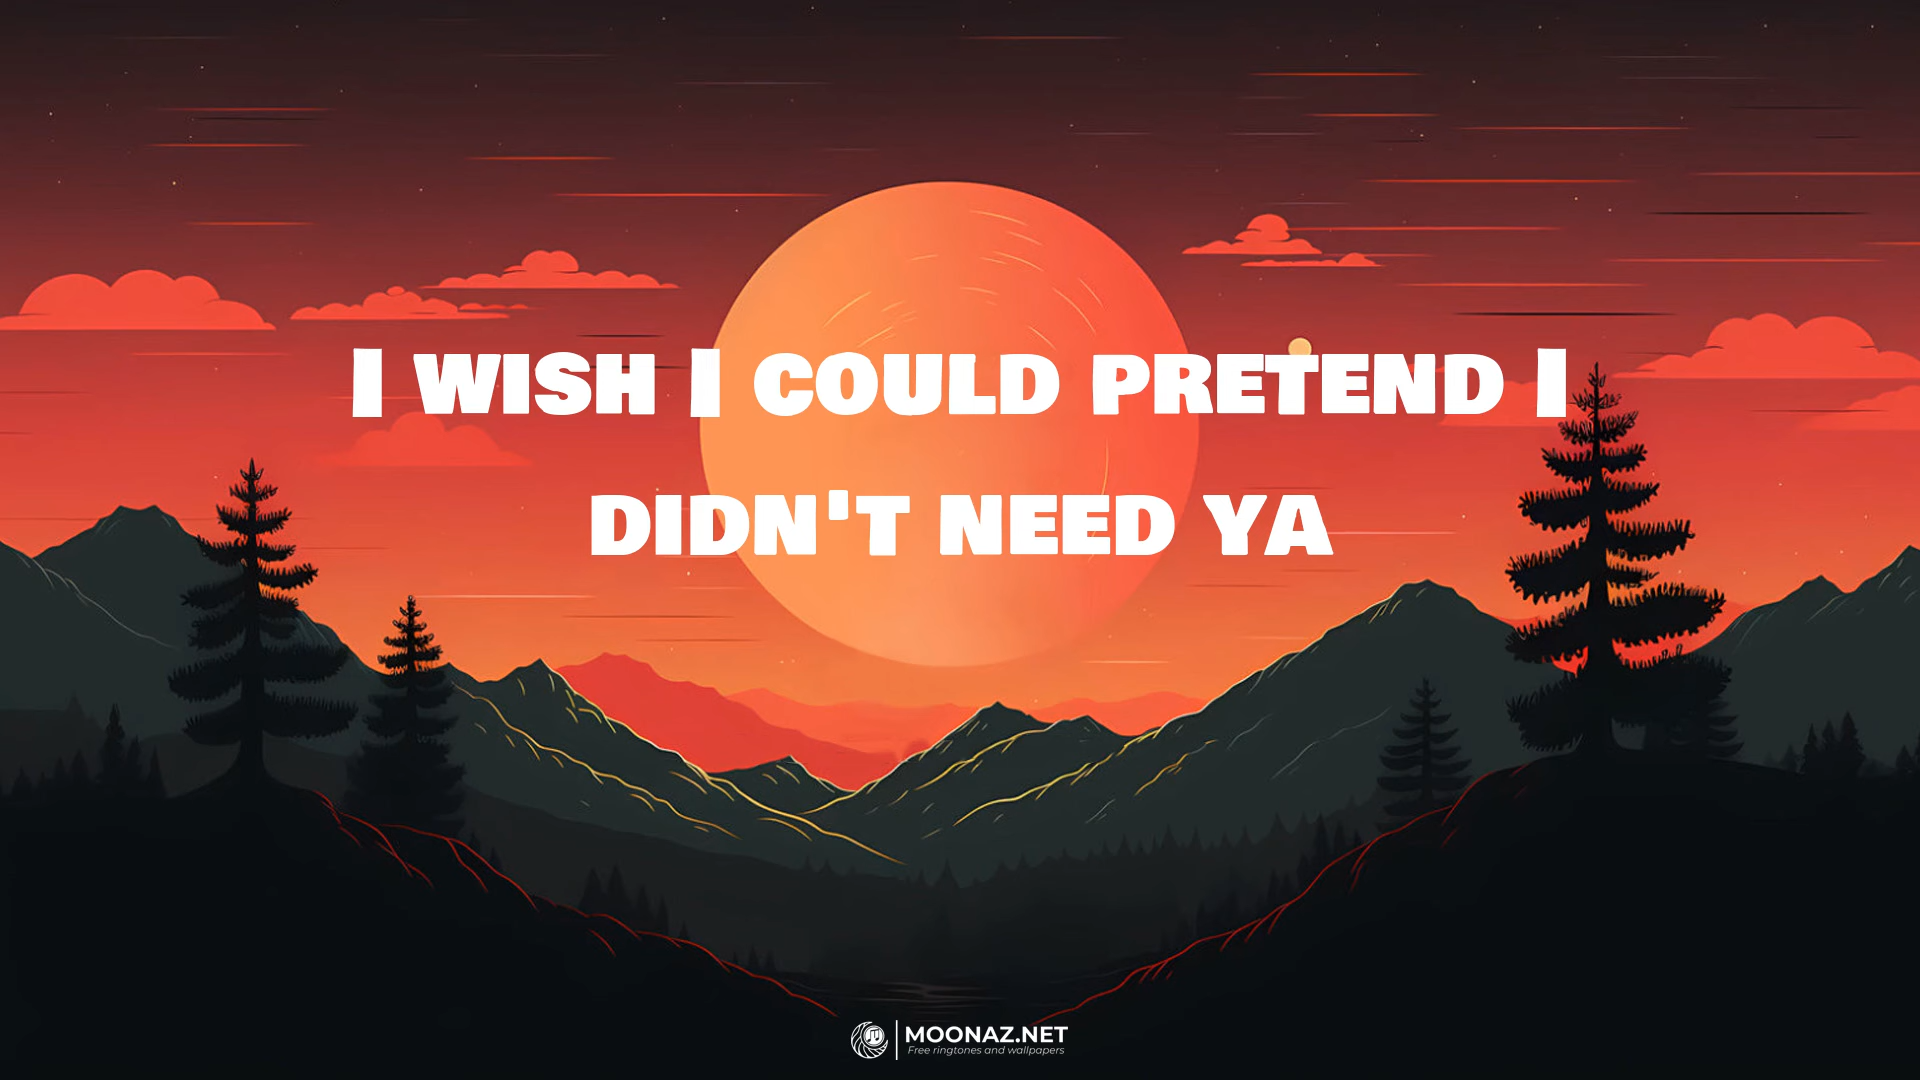 I WISH I COULD PRETEND I
DIDN'T NEED YA
MOONAZ.NET
Free ringtones and wallpapers